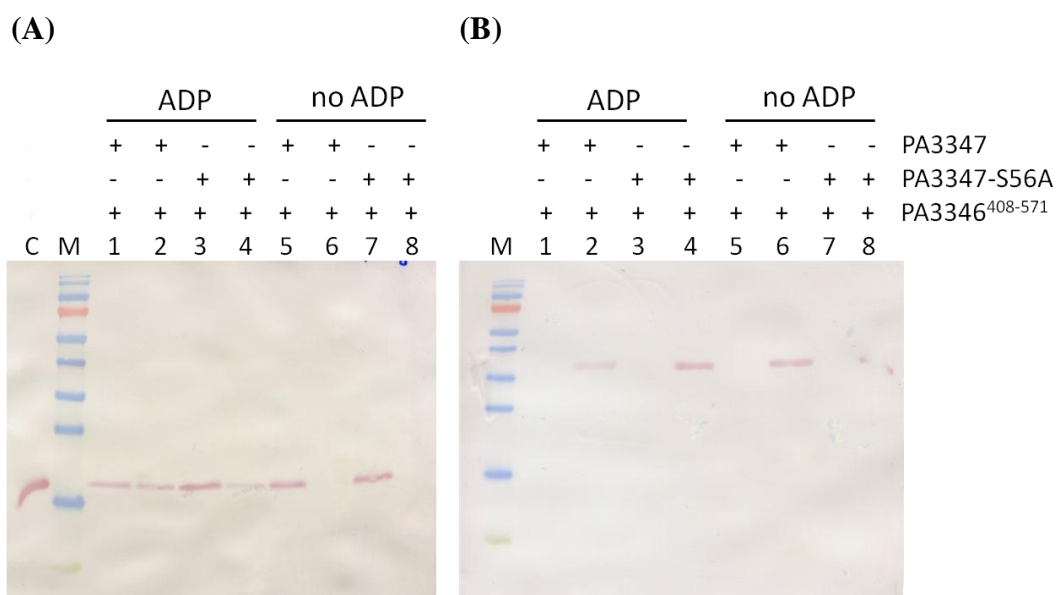 (A) (B)
ADP no ADP ADP no ADP
+ + - - + + - - + + - - + + - - PA3347
- - + + - - + + - - + + - - + + PA3347-S56A
+ + + + + + + + + + + + + + + + PA3346408-571
C M 1 2 3 4 5 6 7 8 M 1 2 3 4 5 6 7 8